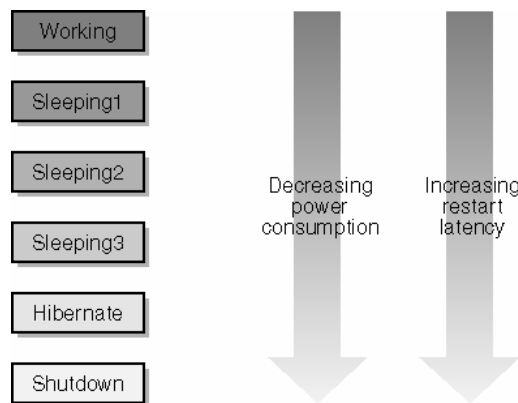 Working
Sleeping1
Sleeping2
Sleeping3
Hibernate
Shutdown
Decreasing
power
consumption
Increasing
restart
latency